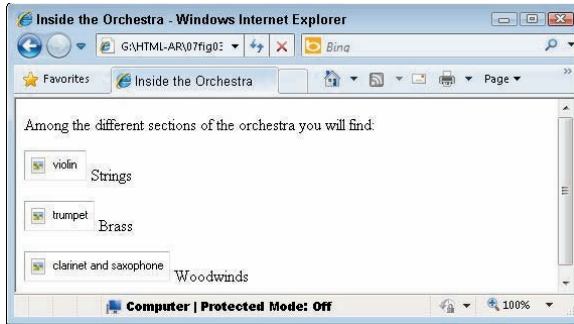 Inside the Orchestra - Windows Internet Explorer
G:\HTML-AR\07fig03 Bing
Favorites Inside the Orchestra Page
Among the different sections of the orchestra you will find:
violin Strings
trumpet Brass
clarinet and saxophone Woodwinds
Computer | Protected Mode: Off 100%